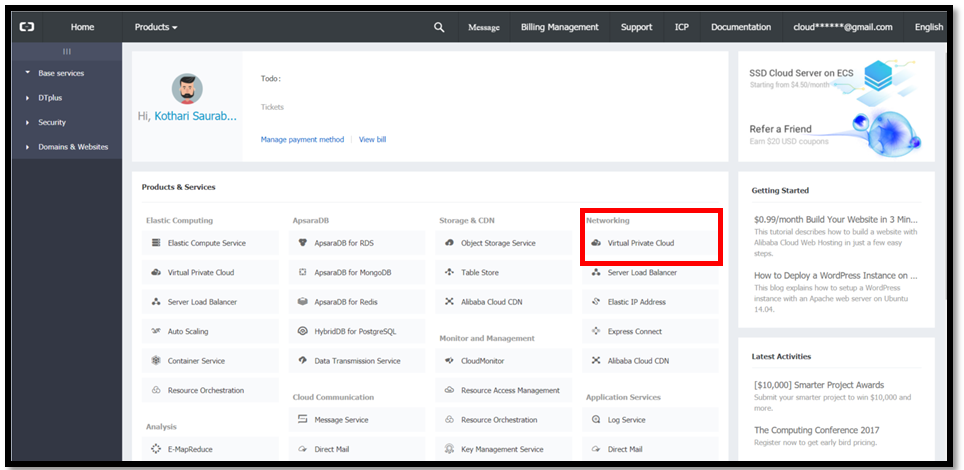 Home
Products
Message
Billing Management
Support
ICP
Documentation
cloud******@gmail.com
English
Base services
DTplus
Security
Domains & Websites
Hi, Kothari Saurab...
Todo :
Tickets
Manage payment method | View bill
SSD Cloud Server on ECS
Starting from $4.50/month
Refer a Friend
Earn $20 USD coupons
Products & Services
Elastic Computing
Elastic Compute Service
Virtual Private Cloud
Server Load Balancer
Auto Scaling
Container Service
Resource Orchestration
Analysis
E-MapReduce
ApsaraDB
ApsaraDB for RDS
ApsaraDB for MongoDB
ApsaraDB for Redis
HybridDB for PostgreSQL
Data Transmission Service
Cloud Communication
Message Service
Direct Mail
Storage & CDN
Object Storage Service
Table Store
Alibaba Cloud CDN
Monitor and Management
CloudMonitor
Resource Access Management
Resource Orchestration
Key Management Service
Networking
Virtual Private Cloud
Server Load Balancer
Elastic IP Address
Express Connect
Alibaba Cloud CDN
Application Services
Log Service
Direct Mail
Getting Started
$0.99/month Build Your Website in 3 Min...
This tutorial describes how to build a website with
Alibaba Cloud Web Hosting in just a few easy
steps.
How to Deploy a WordPress Instance on ...
This blog explains how to setup a WordPress
instance with an Apache web server on Ubuntu
14.04.
Latest Activities
[$10,000] Smarter Project Awards
Submit your smarter project to win $10,000 and
more.
The Computing Conference 2017
Register now to get early bird pricing.